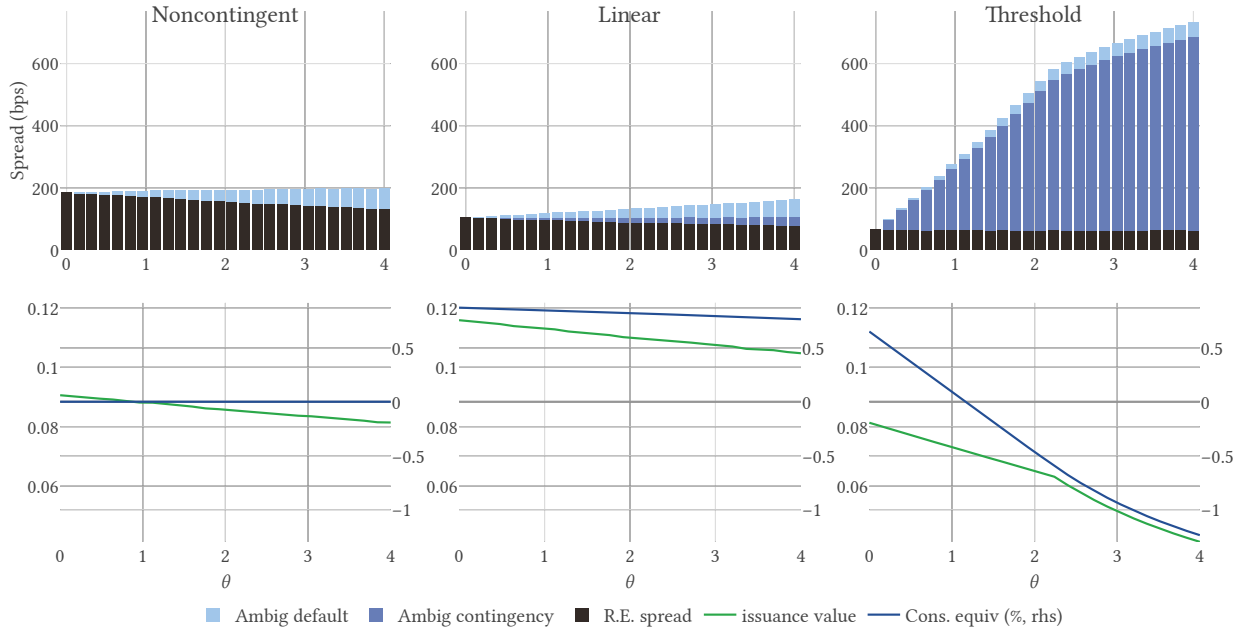 Noncontingent Linear Threshold
Spread (bps)
600 600 600
400 400 400
200 200 200
0 0 0
0 1 2 3 4 0 1 2 3 4 0 1 2 3 4
0.12 0.12 0.12
0.5 0.5 0.5
0.1 0.1 0.1
0 0 0
0.08 0.08 0.08
−0.5 −0.5 −0.5
0.06 0.06 0.06
−1 −1 −1
0 1 2 3 4 0 1 2 3 4 0 1 2 3 4
θ θ θ
Ambig default Ambig contingency R.E. spread issuance value Cons. equiv (%, rhs)